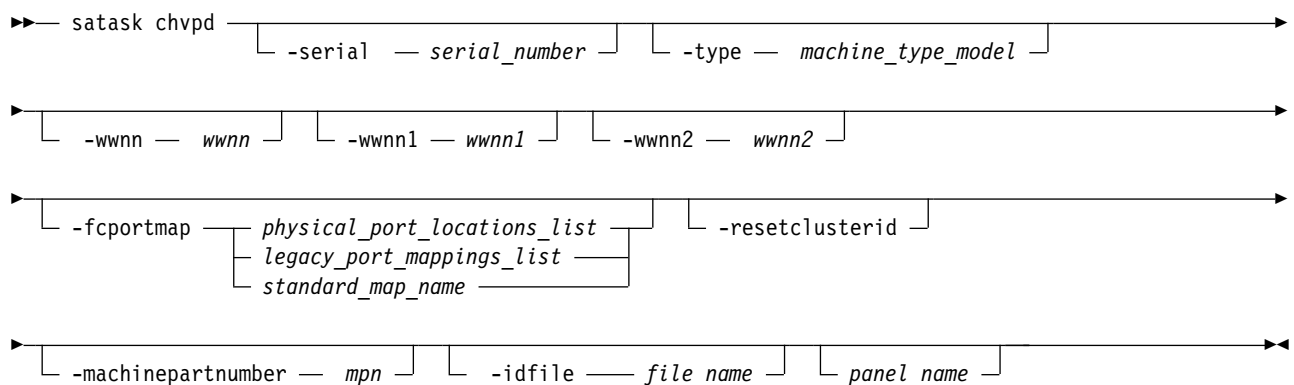 satask chvpd
-serial serial_number -type machine_type_model
-wwnn wwnn -wwnn1 wwnn1 -wwnn2 wwnn2
-fcportmap physical_port_locations_list -resetclusterid
legacy_port_mappings_list
standard_map_name
-machinepartnumber mpn -idfile file name panel name